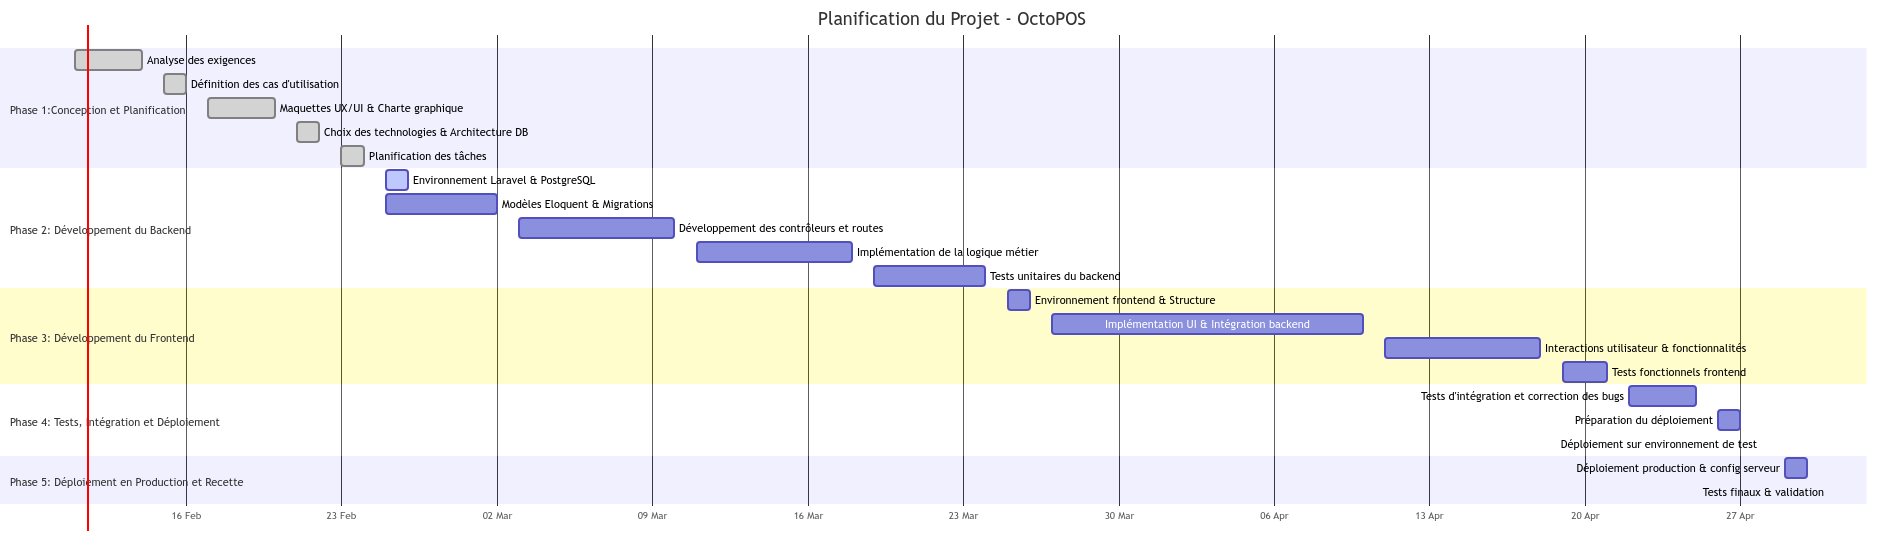 Planification du Projet - OctoPOS
Analyse des exigences
Définition des cas d'utilisation
Phase 1:Conception et Planification
Maquettes UX/UI & Charte graphique
Choix des technologies & Architecture DB
Planification des tâches
Environnement Laravel & PostgreSQL
Modèles Eloquent & Migrations
Phase 2: Développement du Backend
Développement des contrôleurs et routes
Implémentation de la logique métier
Tests unitaires du backend
Environnement frontend & Structure
Implémentation UI & Intégration backend
Phase 3: Développement du Frontend
Interactions utilisateur & fonctionnalités
Tests fonctionnels frontend
Tests d'intégration et correction des bugs
Phase 4: Tests, Intégration et Déploiement
Préparation du déploiement
Déploiement sur environnement de test
Déploiement production & config serveur
Phase 5: Déploiement en Production et Recette
Tests finaux & validation
16 Feb 23 Feb 02 Mar 09 Mar 16 Mar 23 Mar 30 Mar 06 Apr 13 Apr 20 Apr 27 Apr